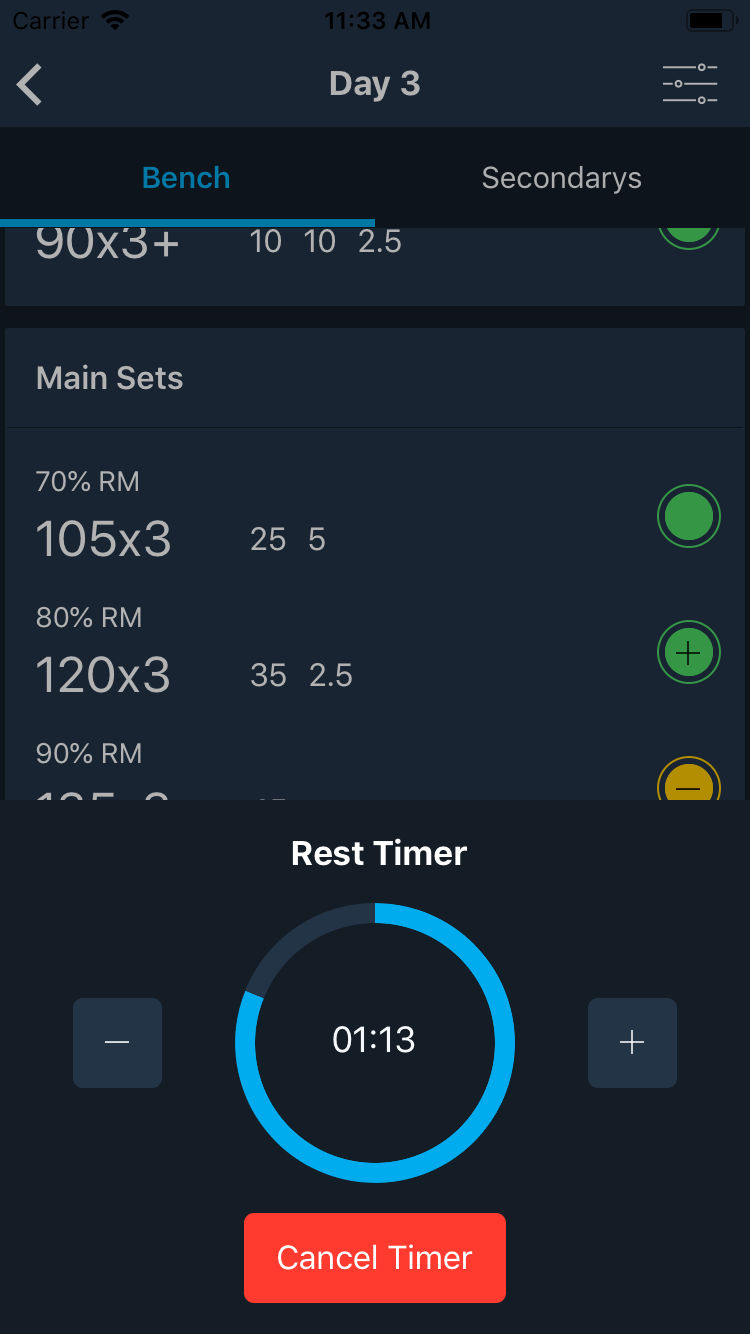 Carrier 11:33 AM
Day 3
Bench Secondarys
90x3+ 10 10 2.5
Main Sets
70% RM
105x3 25 5
80% RM
120x3 35 2.5
90% RM
Rest Timer
− 01:13 +
Cancel Timer